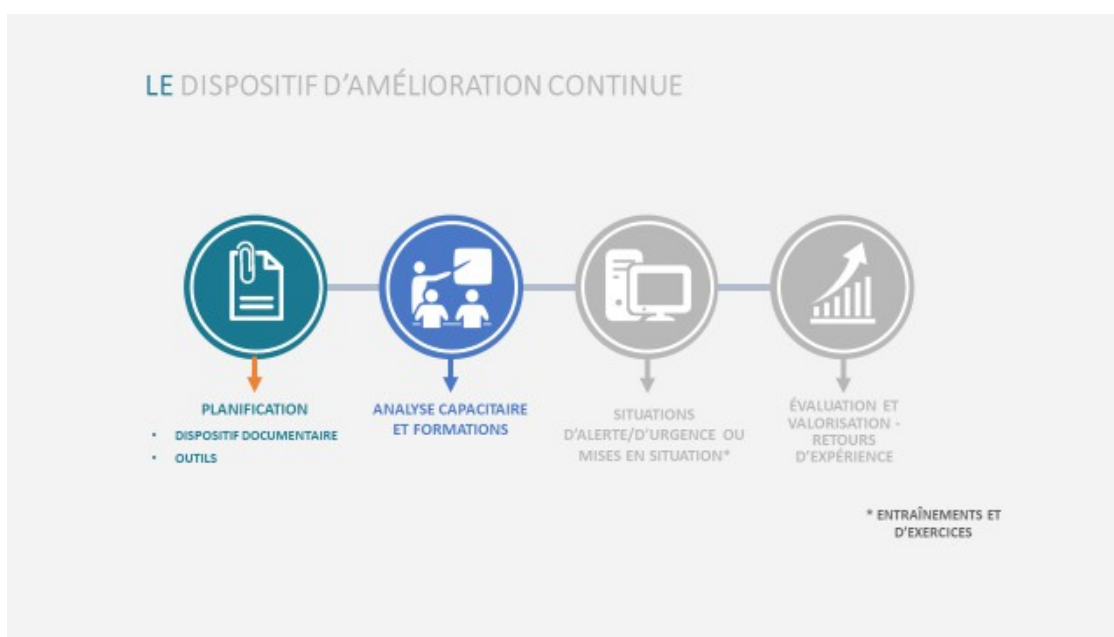 LE DISPOSITIF D'AMÉLIORATION CONTINUE
PLANIFICATION
• DISPOSITIF DOCUMENTAIRE
• OUTILS
ANALYSE CAPACITAIRE
ET FORMATIONS
SITUATIONS
D'ALERTE/D'URGENCE OU
MISES EN SITUATION*
ÉVALUATION ET
VALORISATION -
RETOURS
D'EXPÉRIENCE
* ENTRAÎNEMENTS ET
D'EXERCICES